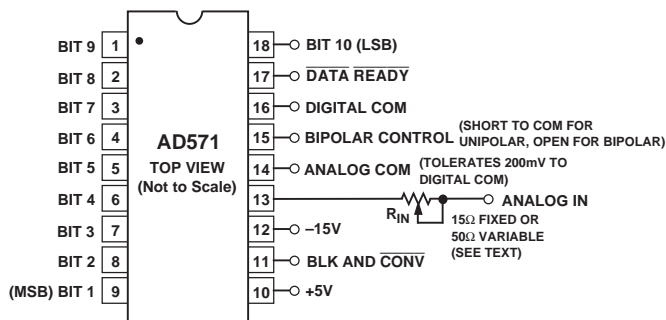 BIT 9 1
BIT 8 2
BIT 7 3
BIT 6 4
BIT 5 5
BIT 4 6
BIT 3 7
BIT 2 8
(MSB) BIT 1 9
AD571
TOP VIEW
(Not to Scale)
18 BIT 10 (LSB)
17 DATA READY
16 DIGITAL COM
15 BIPOLAR CONTROL (SHORT TO COM FOR
UNIPOLAR, OPEN FOR BIPOLAR)
14 ANALOG COM (TOLERATES 200mV TO
DIGITAL COM)
13 ANALOG IN
RIN
15Ω FIXED OR
50Ω VARIABLE
(SEE TEXT)
12 –15V
11 BLK AND CONV
10 +5V